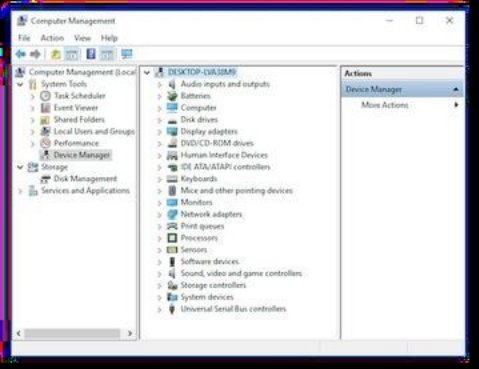 Computer Management
File Action View Help
Computer Management (Local
System Tools
Task Scheduler
Event Viewer
Shared Folders
Local Users and Groups
Performance
Device Manager
Storage
Disk Management
Services and Applications
DESKTOP-LVA38M9
Audio inputs and outputs
Batteries
Computer
Disk drives
Display adapters
DVD/CD-ROM drives
Human Interface Devices
IDE ATA/ATAPI controllers
Keyboards
Mice and other pointing devices
Monitors
Network adapters
Print queues
Processors
Sensors
Software devices
Sound, video and game controllers
Storage controllers
System devices
Universal Serial Bus controllers
Actions
Device Manager
More Actions